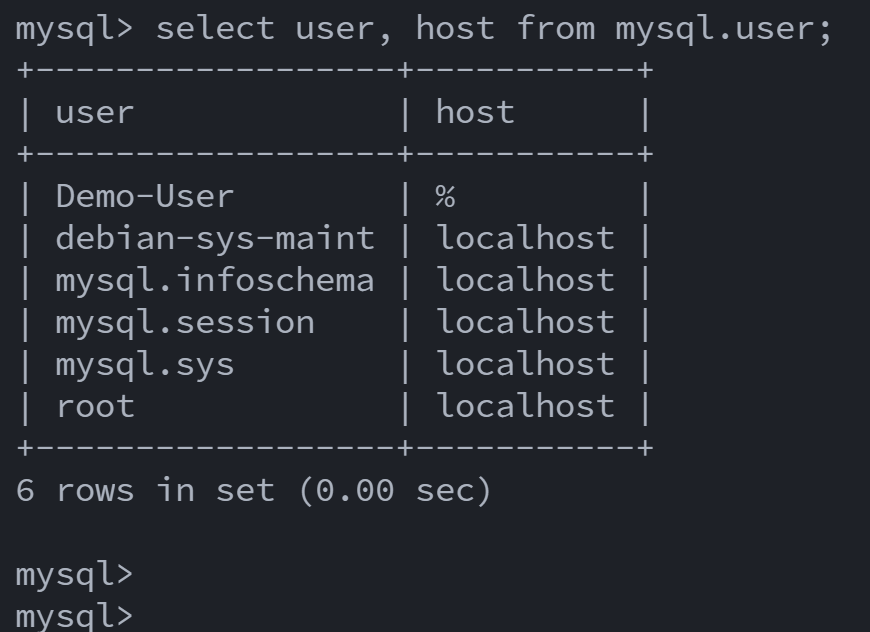 mysql> select user, host from mysql.user;
+------------------+-----------+
| user             | host      |
+------------------+-----------+
| Demo-User        | %         |
| debian-sys-maint | localhost |
| mysql.infoschema | localhost |
| mysql.session    | localhost |
| mysql.sys        | localhost |
| root             | localhost |
+------------------+-----------+
6 rows in set (0.00 sec)

mysql>
mysql>